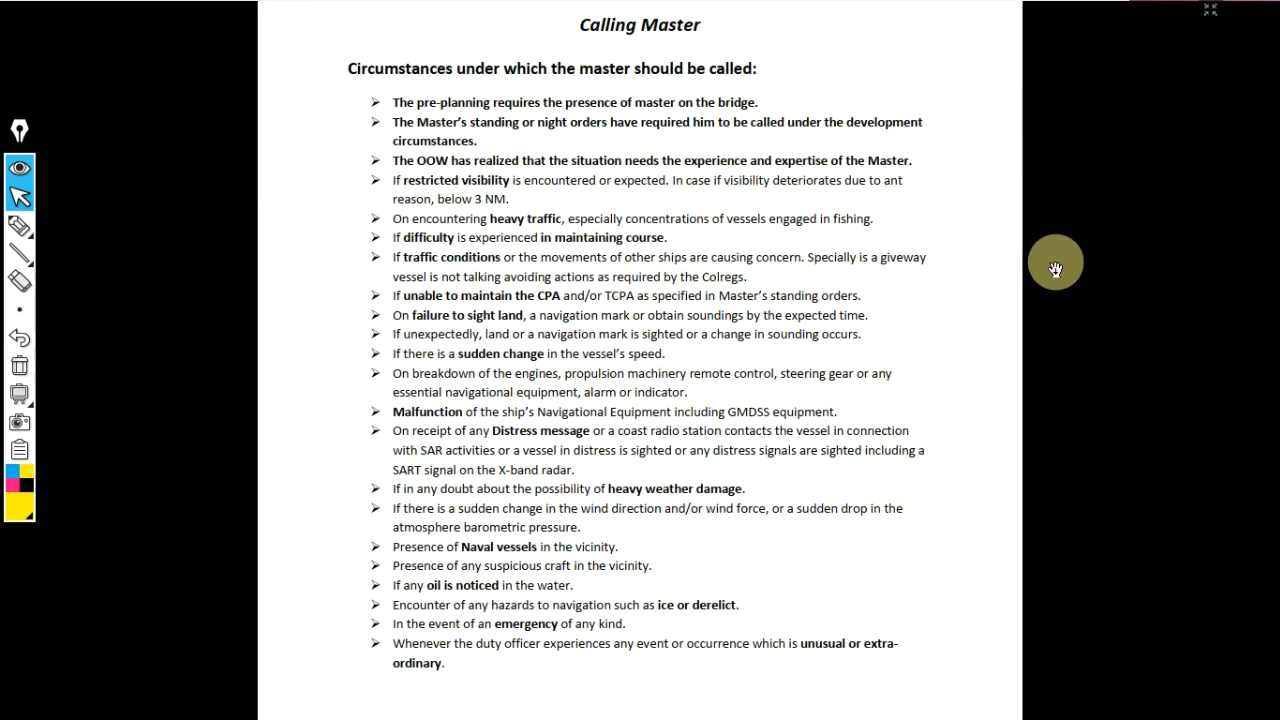 Calling Master
Circumstances under which the master should be called:
➢ The pre-planning requires the presence of master on the bridge.
➢ The Master's standing or night orders have required him to be called under the development
circumstances.
➢ The OOW has realized that the situation needs the experience and expertise of the Master.
➢ If restricted visibility is encountered or expected. In case if visibility deteriorates due to ant
reason, below 3 NM.
➢ On encountering heavy traffic, especially concentrations of vessels engaged in fishing.
➢ If difficulty is experienced in maintaining course.
➢ If traffic conditions or the movements of other ships are causing concern. Specially is a giveway
vessel is not talking avoiding actions as required by the Colregs.
➢ If unable to maintain the CPA and/or TCPA as specified in Master's standing orders.
➢ On failure to sight land, a navigation mark or obtain soundings by the expected time.
➢ If unexpectedly, land or a navigation mark is sighted or a change in sounding occurs.
➢ If there is a sudden change in the vessel's speed.
➢ On breakdown of the engines, propulsion machinery remote control, steering gear or any
essential navigational equipment, alarm or indicator.
➢ Malfunction of the ship's Navigational Equipment including GMDSS equipment.
➢ On receipt of any Distress message or a coast radio station contacts the vessel in connection
with SAR activities or a vessel in distress is sighted or any distress signals are sighted including a
SART signal on the X-band radar.
➢ If in any doubt about the possibility of heavy weather damage.
➢ If there is a sudden change in the wind direction and/or wind force, or a sudden drop in the
atmosphere barometric pressure.
➢ Presence of Naval vessels in the vicinity.
➢ Presence of any suspicious craft in the vicinity.
➢ If any oil is noticed in the water.
➢ Encounter of any hazards to navigation such as ice or derelict.
➢ In the event of an emergency of any kind.
➢ Whenever the duty officer experiences any event or occurrence which is unusual or extra-
ordinary.